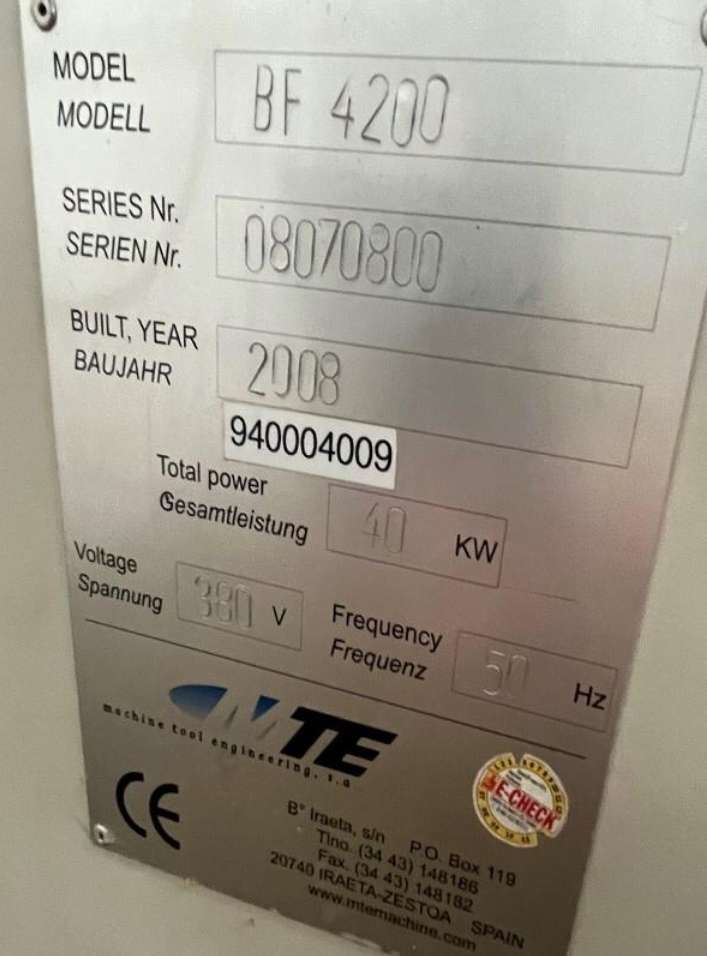 MODEL
MODELL
BF 4200
SERIES Nr.
SERIEN Nr.
08070800
BUILT, YEAR
BAUJAHR
2008
940004009
Total power
Gesamtleistung
40 KW
Voltage
Spannung
380 V
Frequency
Frequenz
50 Hz
MTE
machine tool engineering, s.a
CE
E-CHECK
Bº Iraeta, s/n P.O. Box 119
Tlno. (34 43) 148186
Fax. (34 43) 148182
20740 IRAETA-ZESTOA SPAIN
www.mtemachine.com